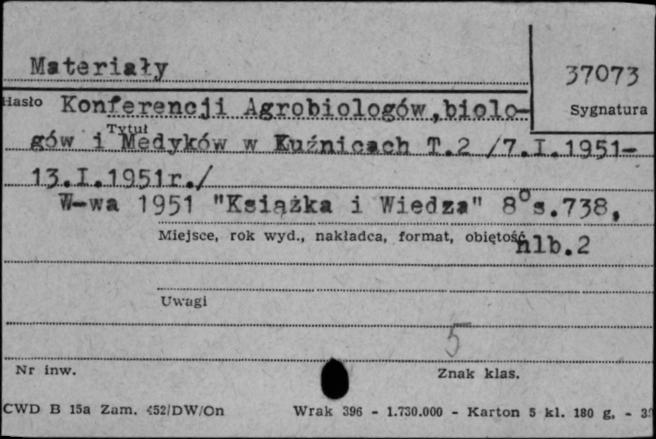 Materiały
37073
Hasło Konferencji Agrobiologów,biolo-
Sygnatura
Tytuł
gów i Medyków w Kuźnicach T.2 /7.I.1951-
13.I.1951r./
W-wa 1951 "Książka i Wiedza" 8° s.738,
Miejsce, rok wyd., nakładca, format, objętość
nlb.2
Uwagi
5
Nr inw.
Znak klas.
CWD B 15a Zam. 452/DW/On Wrak 396 - 1.730.000 - Karton 5 kl. 180 g. -